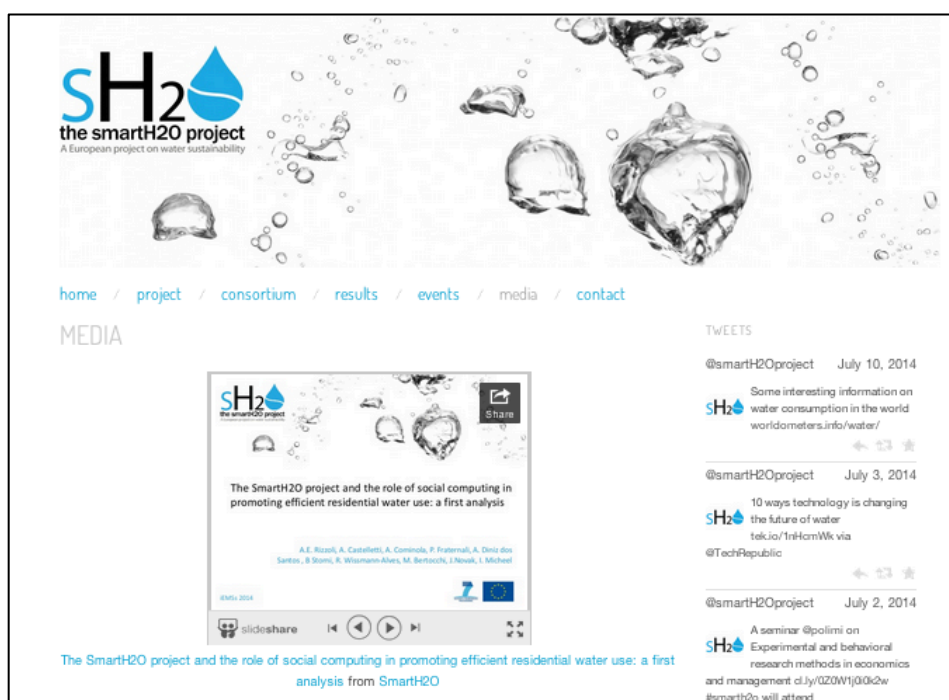 sH2
the smartH2O project
A European project on water sustainability
home / project / consortium / results / events / media / contact
MEDIA
sH2
the smartH2O project
Share
The SmartH2O project and the role of social computing in
promoting efficient residential water use: a first analysis
A.E. Rizzoli, A. Castelletti, A. Cominola, P. Fraternali, A. Diniz dos
Santos , B Storni, R. Wissmann-Alves, M. Bertocchi, J.Novak, I. Micheel
iEMSs 2014
slideshare
The SmartH2O project and the role of social computing in promoting efficient residential water use: a first
analysis from SmartH2O
TWEETS
@smartH2Oproject July 10, 2014
sH2
Some interesting information on
water consumption in the world
worldometers.info/water/
@smartH2Oproject July 3, 2014
sH2
10 ways technology is changing
the future of water
tek.io/1nHcmWk via
@TechRepublic
@smartH2Oproject July 2, 2014
sH2
A seminar @polimi on
Experimental and behavioral
research methods in economics
and management cl.ly/0Z0W1j0i0k2w
#smarth2o will attend